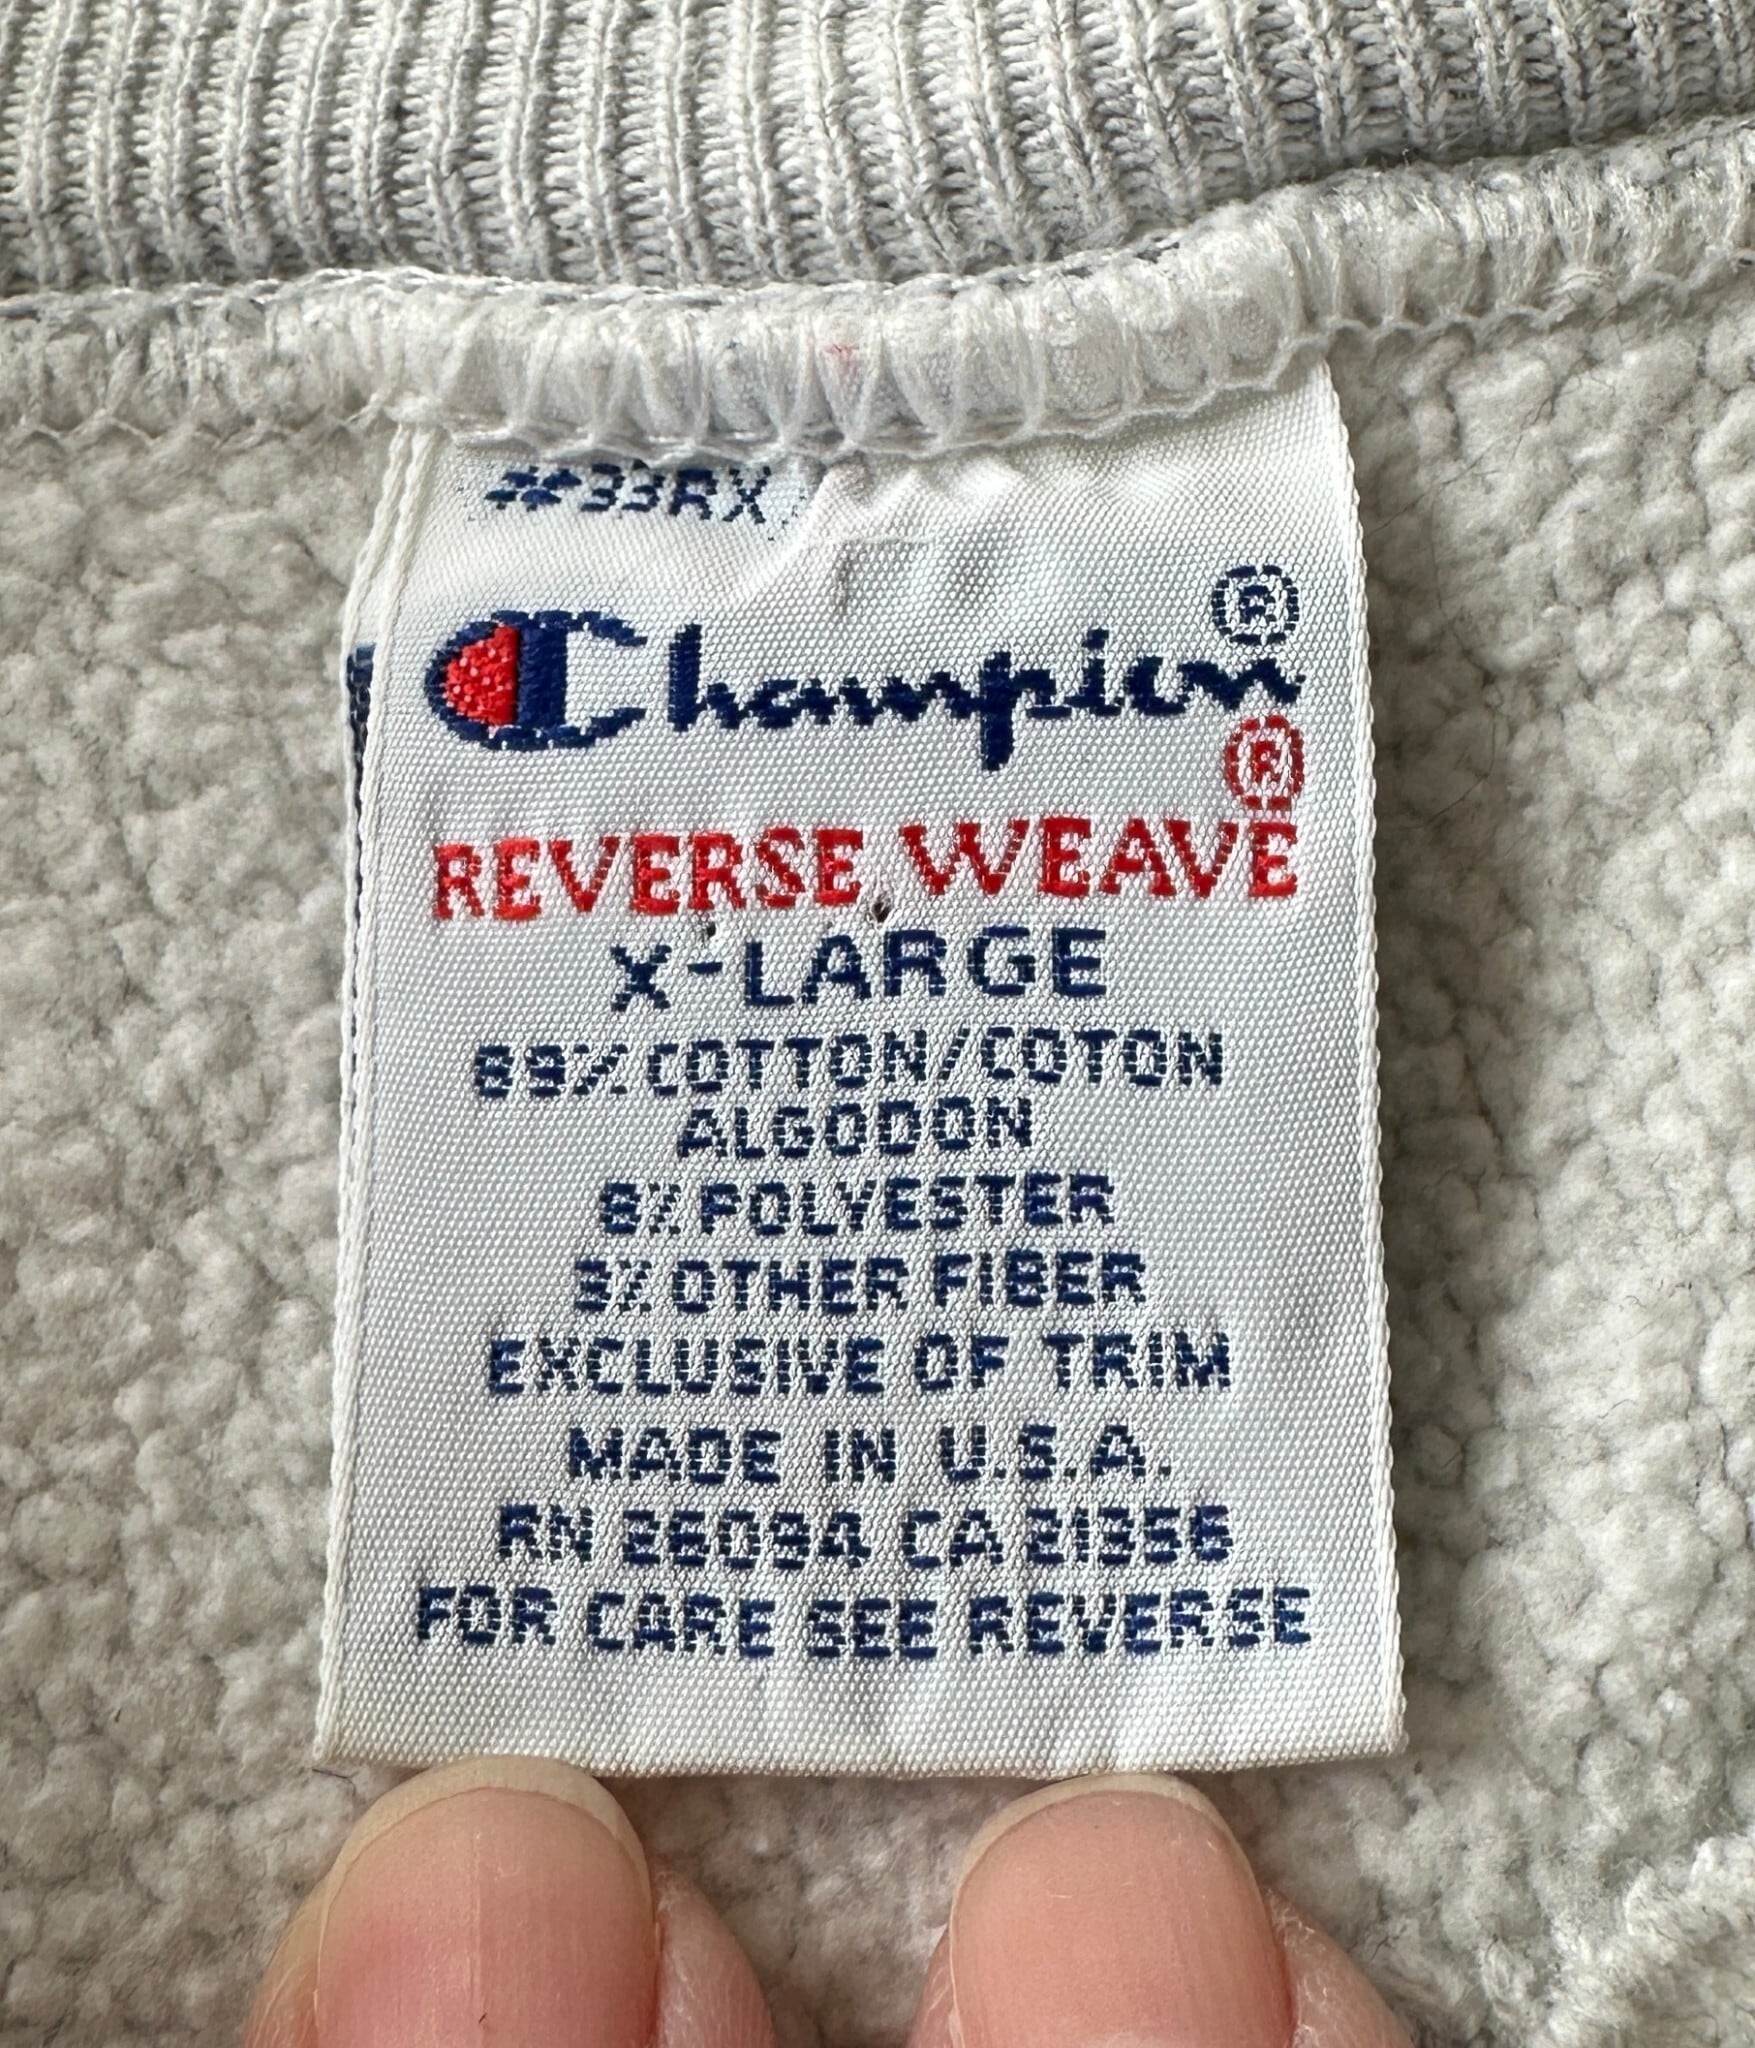 #33RX
Champion®
®
REVERSE WEAVE
X-LARGE
89% COTTON/COTON
ALGODON
8% POLYESTER
3% OTHER FIBER
EXCLUSIVE OF TRIM
MADE IN U.S.A.
RN 26094 CA 21356
FOR CARE SEE REVERSE